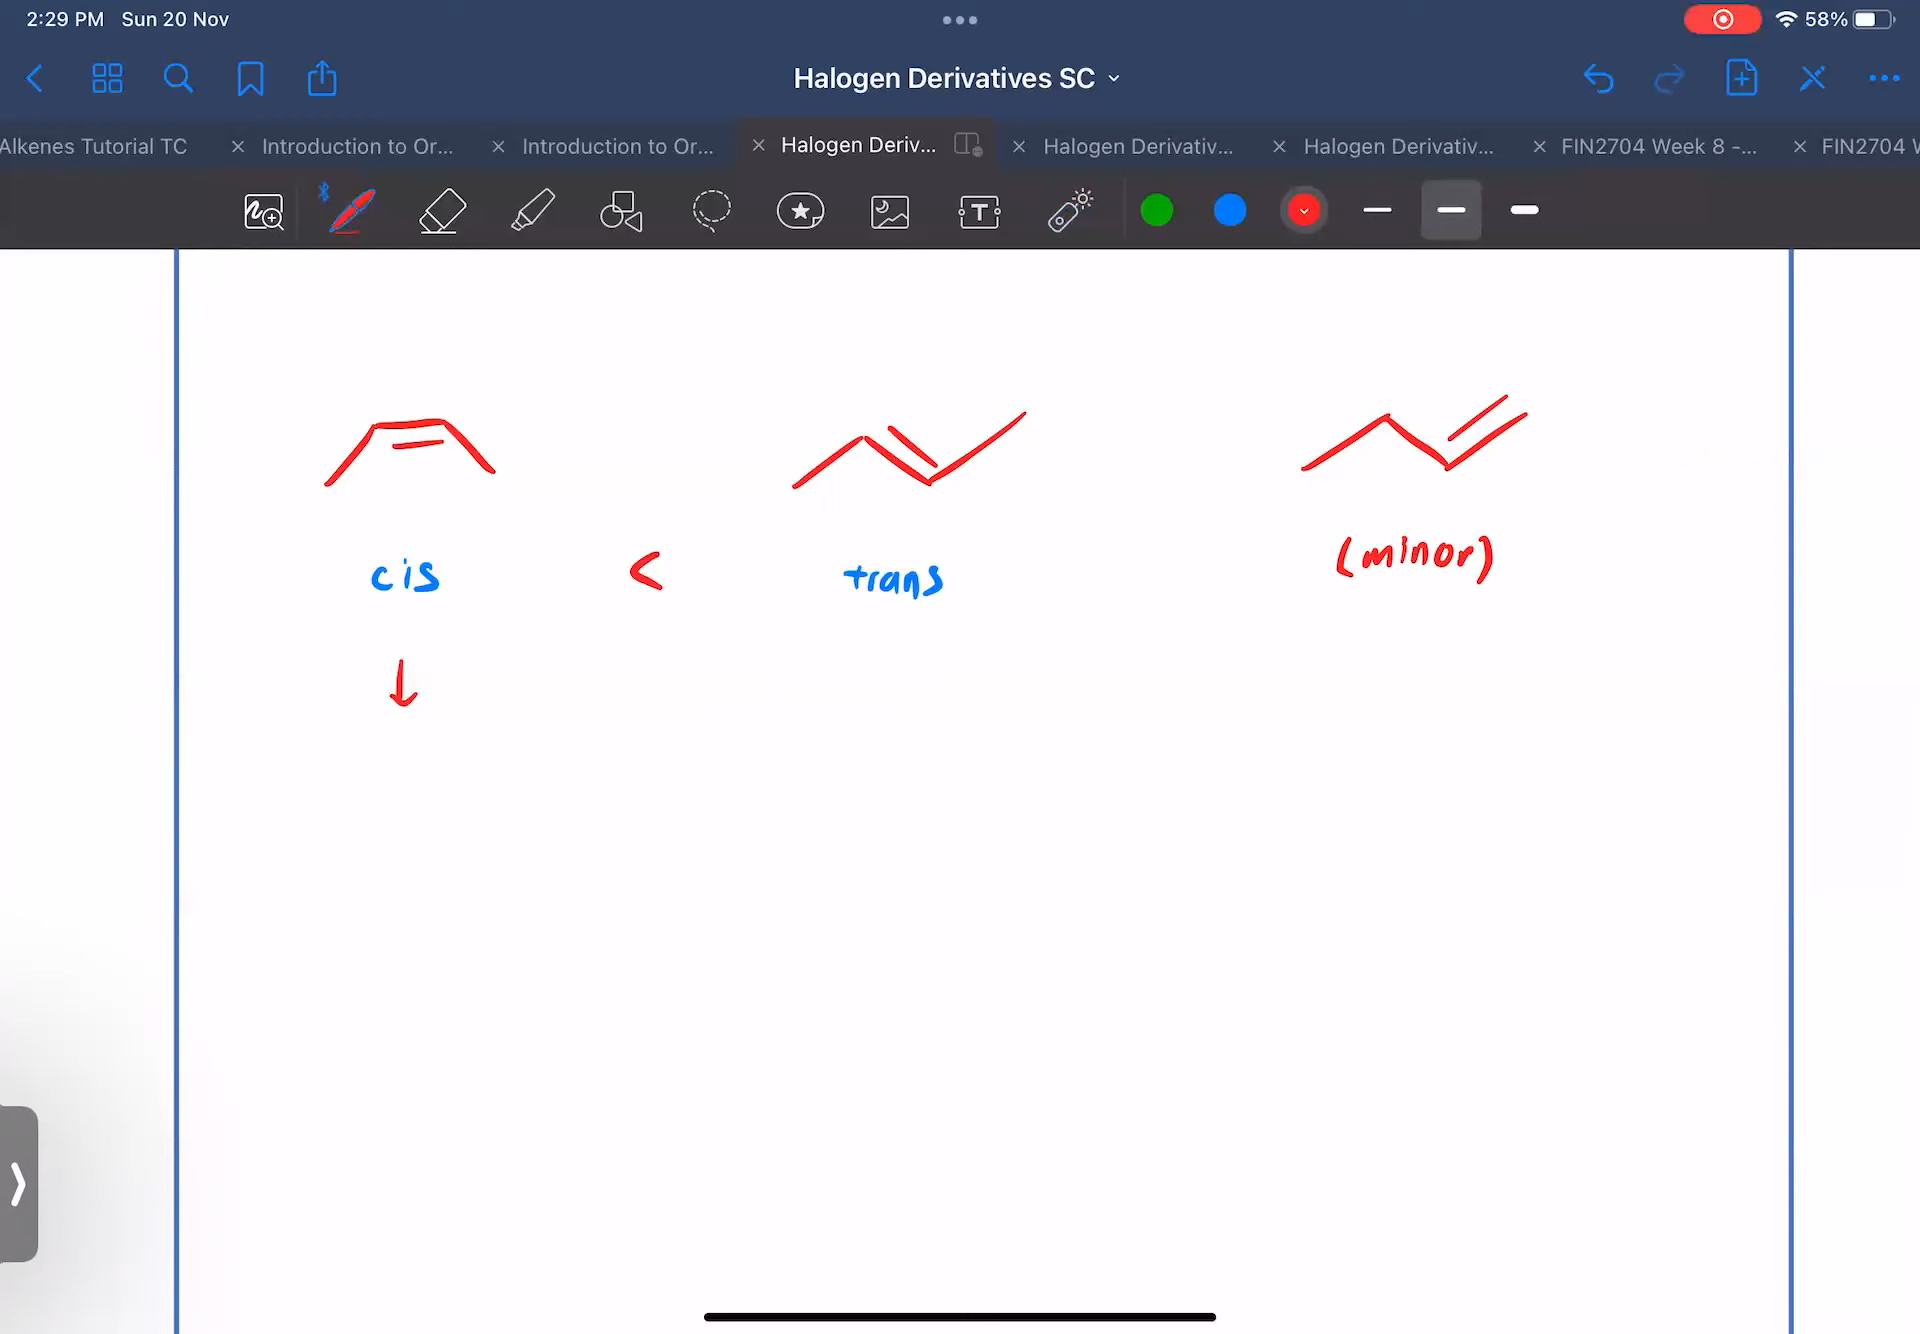 2:29 PM Sun 20 Nov
58%
Halogen Derivatives SC
Alkenes Tutorial TC
Introduction to Or...
Introduction to Or...
Halogen Deriv...
Halogen Derivativ...
Halogen Derivativ...
FIN2704 Week 8 -...
FIN2704 W
T
cis < trans (minor)
↓